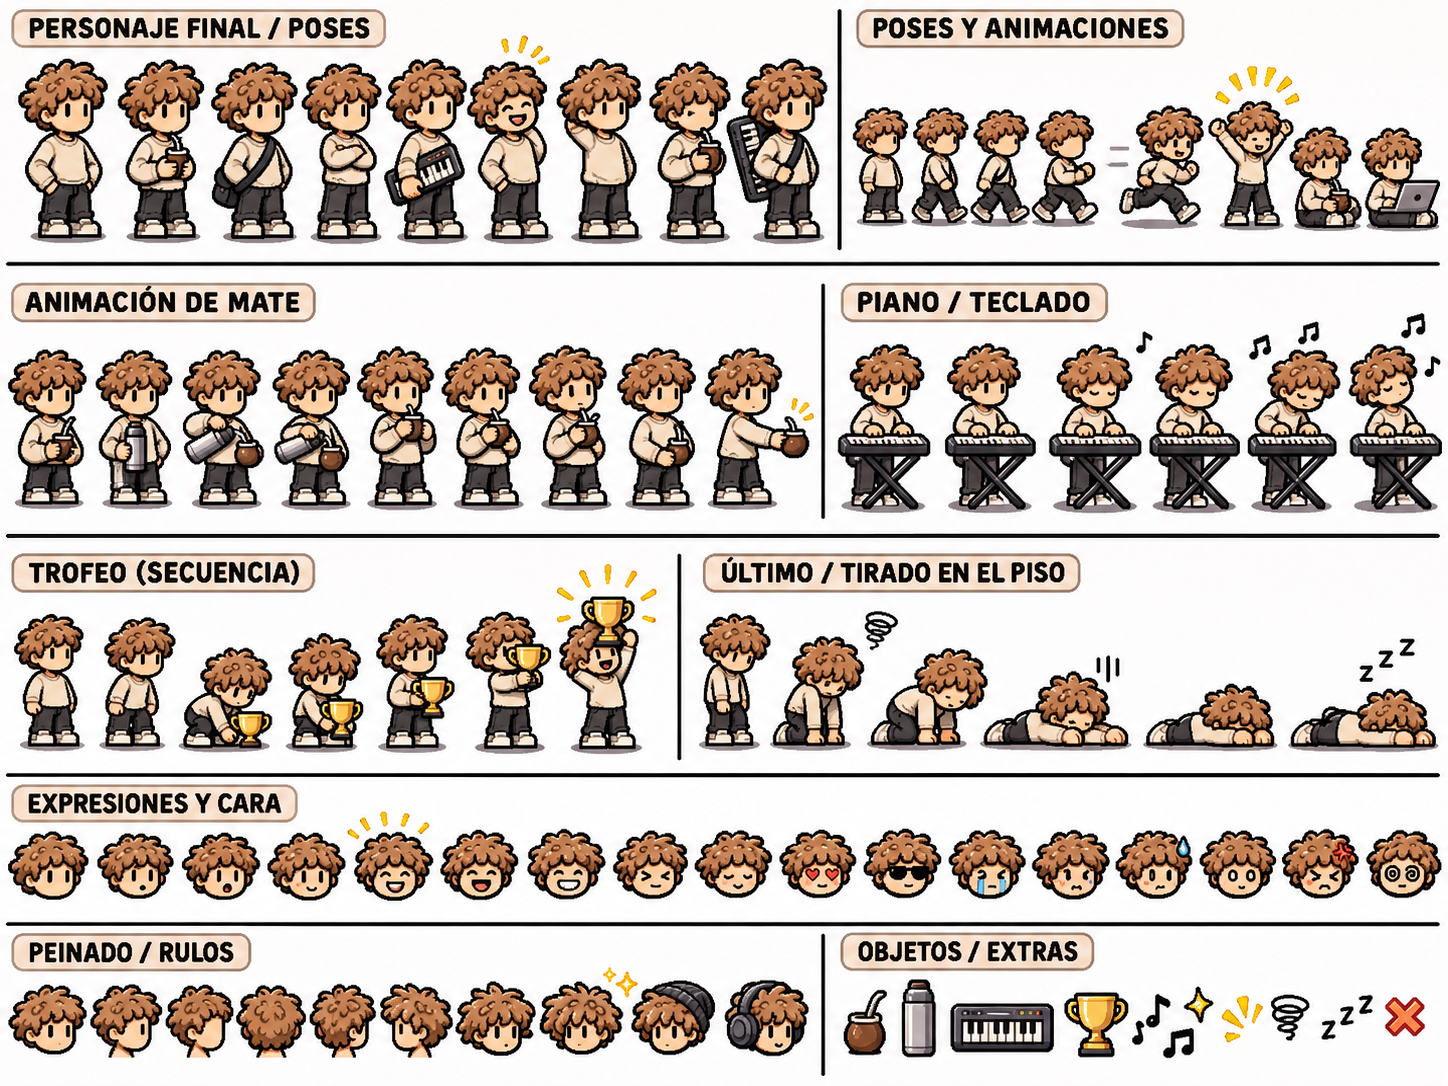 PERSONAJE FINAL / POSES
POSES Y ANIMACIONES
ANIMACIÓN DE MATE
PIANO / TECLADO
TROFEO (SECUENCIA)
ÚLTIMO / TIRADO EN EL PISO
z z z
EXPRESIONES Y CARA
PEINADO / RULOS
OBJETOS / EXTRAS
z z z